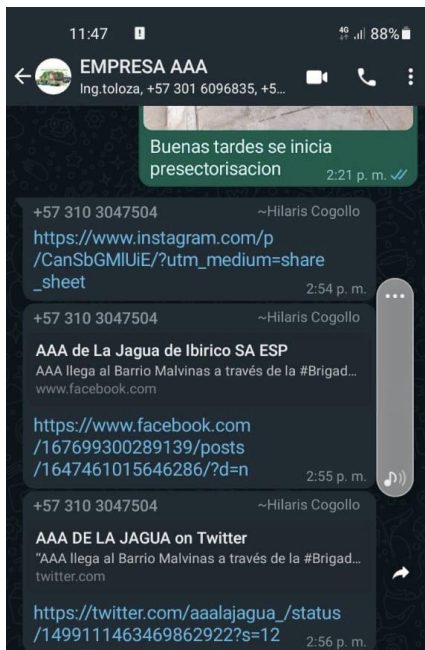 11:47
4G 88%
EMPRESA AAA
Ing.toloza, +57 301 6096835, +5...
Buenas tardes se inicia
presectorisacion
2:21 p. m.
+57 310 3047504 ~Hilaris Cogollo
https://www.instagram.com/p
/CanSbGMlUiE/?utm_medium=share
_sheet
2:54 p. m.
+57 310 3047504 ~Hilaris Cogollo
AAA de La Jagua de Ibirico SA ESP
AAA llega al Barrio Malvinas a través de la #Brigad...
www.facebook.com
https://www.facebook.com
/167699300289139/posts
/1647461015646286/?d=n
2:55 p. m.
+57 310 3047504 ~Hilaris Cogollo
AAA DE LA JAGUA on Twitter
“AAA llega al Barrio Malvinas a través de la #Brigad...
twitter.com
https://twitter.com/aaalajagua_/status
/1499111463469862922?s=12
2:56 p. m.